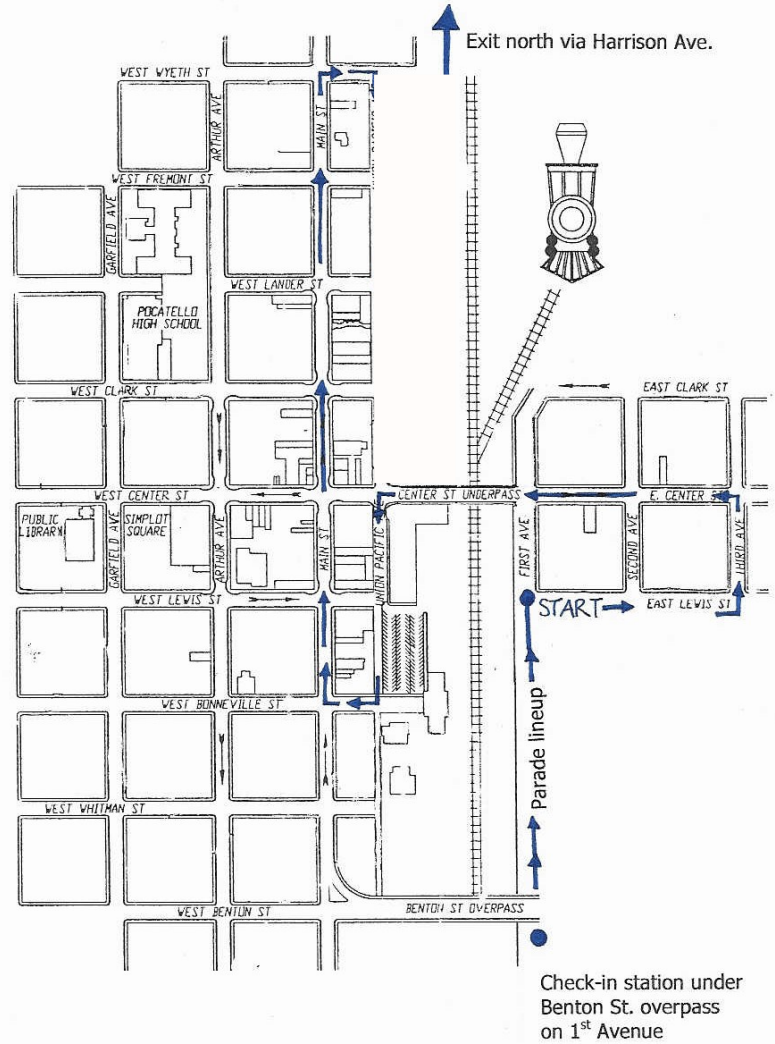 Exit north via Harrison Ave.
WEST WYETH ST
ARTHUR AVE
MAIN ST
WEST FREMONT ST
GARFIELD AVE
WEST LANDER ST
POCATELLO
HIGH SCHOOL
WEST CLARK ST
EAST CLARK ST
WEST CENTER ST
CENTER ST UNDERPASS
E. CENTER
PUBLIC
LIBRARY
GARFIELD AVE
SIMPLOT
SQUARE
ARTHUR AVE
MAIN ST
UNION PACIFIC
FIRST AVE
SECOND AVE
THIRD AVE
WEST LEWIS ST
START
EAST LEWIS ST
WEST BONNEVILLE ST
Parade lineup
WEST WHITMAN ST
WEST BENTON ST
BENTON ST OVERPASS
Check-in station under
Benton St. overpass
on 1st Avenue